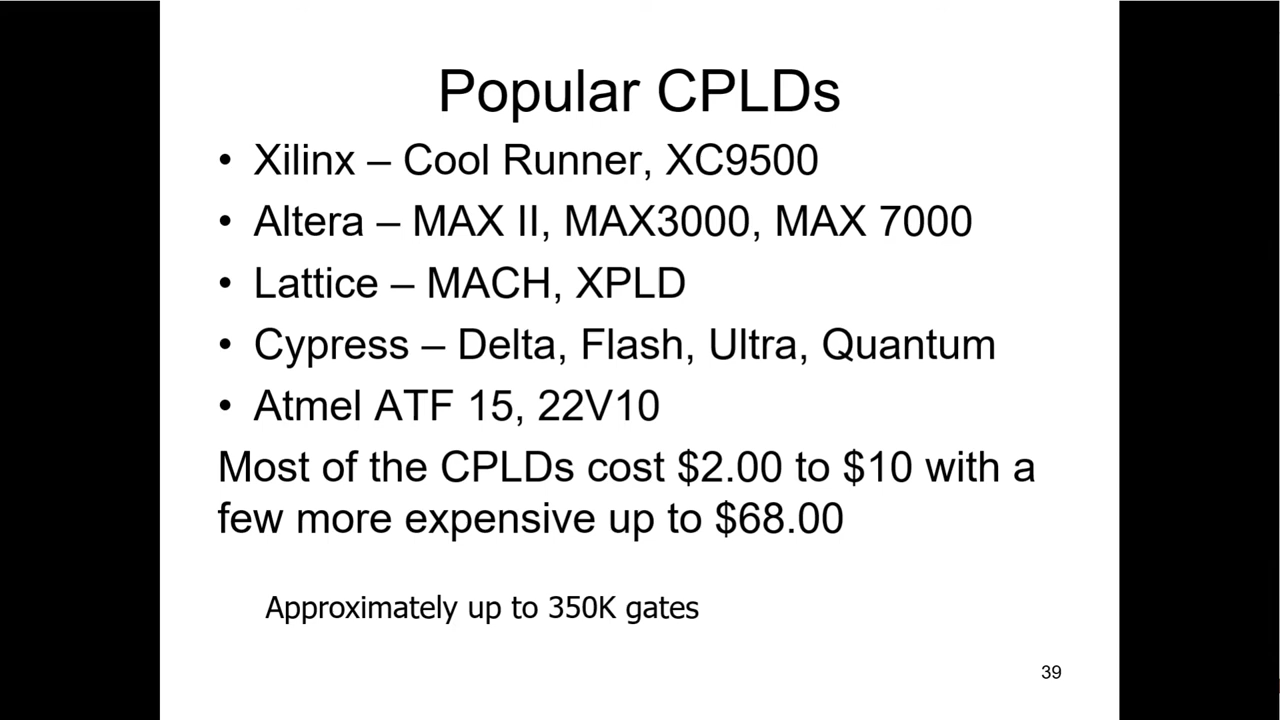 Popular CPLDs
• Xilinx – Cool Runner, XC9500
• Altera – MAX II, MAX3000, MAX 7000
• Lattice – MACH, XPLD
• Cypress – Delta, Flash, Ultra, Quantum
• Atmel ATF 15, 22V10
Most of the CPLDs cost $2.00 to $10 with a
few more expensive up to $68.00
Approximately up to 350K gates
39